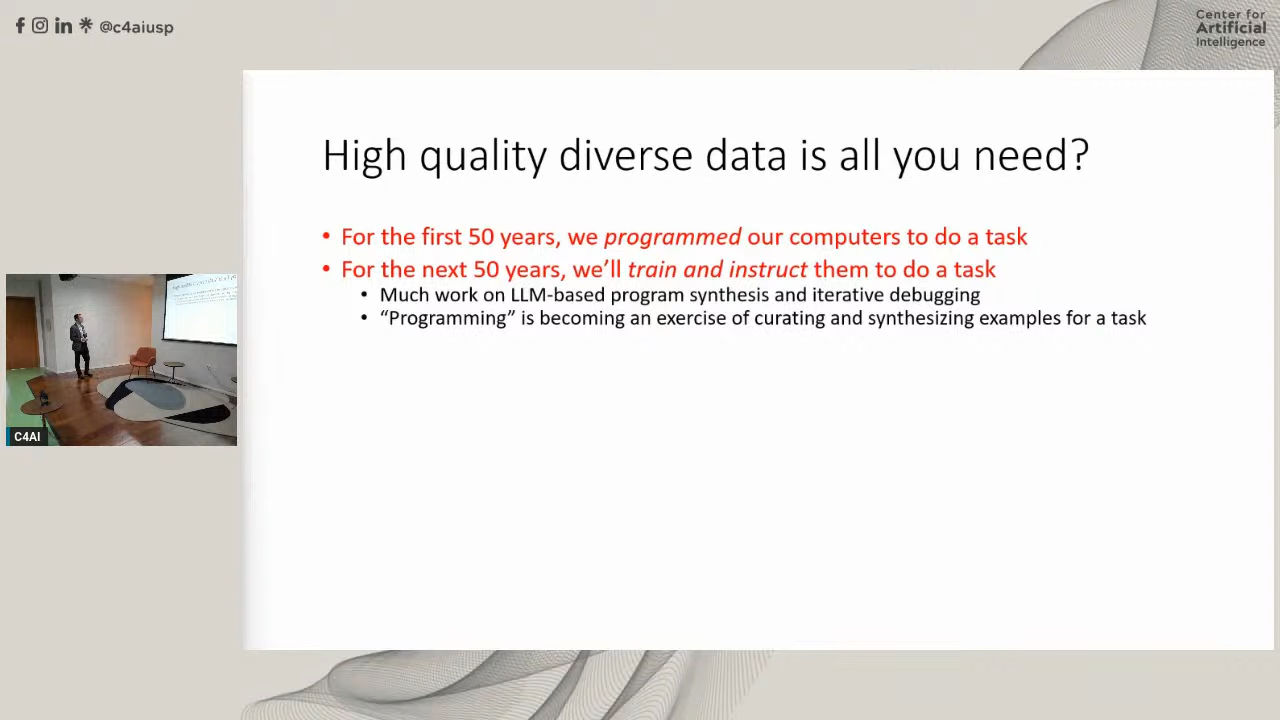 @c4aiusp
Center for
Artificial
Intelligence
High quality diverse data is all you need?
• For the first 50 years, we programmed our computers to do a task
• For the next 50 years, we’ll train and instruct them to do a task
• Much work on LLM-based program synthesis and iterative debugging
• “Programming” is becoming an exercise of curating and synthesizing examples for a task
C4AI